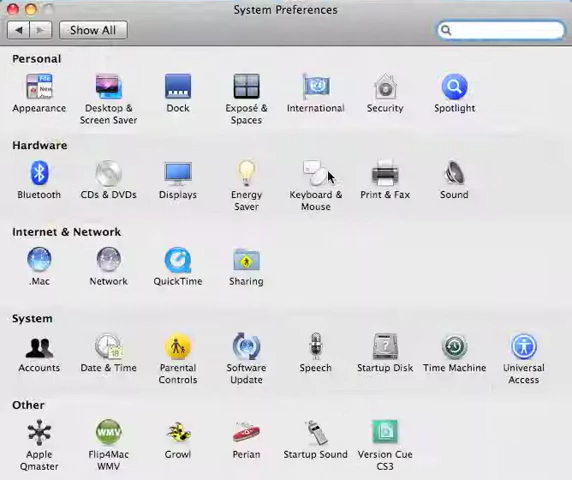 System Preferences
Show All
Personal
Appearance
Desktop &
Screen Saver
Dock
Exposé &
Spaces
International
Security
Spotlight
Hardware
Bluetooth
CDs & DVDs
Displays
Energy
Saver
Keyboard &
Mouse
Print & Fax
Sound
Internet & Network
.Mac
Network
QuickTime
Sharing
System
Accounts
Date & Time
Parental
Controls
Software
Update
Speech
Startup Disk
Time Machine
Universal
Access
Other
Apple
Qmaster
WMV
Flip4Mac
WMV
Growl
Perian
Startup Sound
Version Cue
CS3